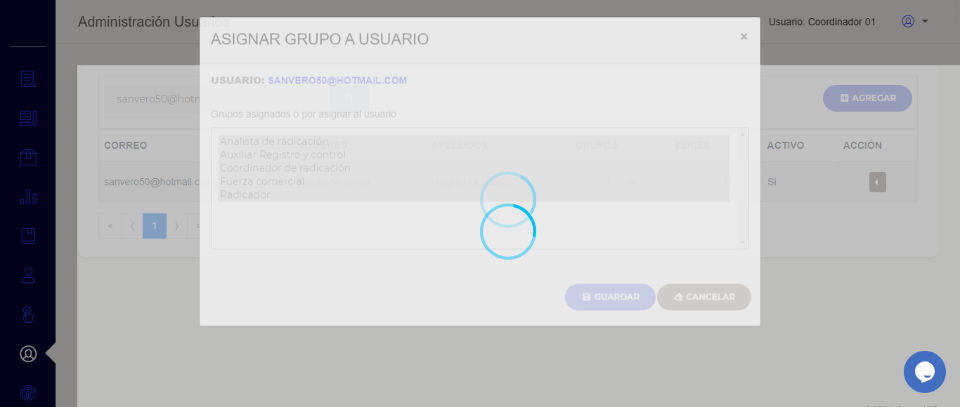 Administración Usuarios
Usuario: Coordinador 01
ASIGNAR GRUPO A USUARIO
×
USUARIO: SANVERO50@HOTMAIL.COM
sanvero50@hotm
Grupos asignados o por asignar al usuario
AGREGAR
Analista de radicación
Auxiliar Registro y control
Coordinador de radicación
Fuerza comercial
Radicador
CORREO
APELLIDOS
GRUPOS
ACTIVO
ACCIÓN
sanvero50@hotmail.c
Si
« ⟨ 1 ⟩
GUARDAR
CANCELAR